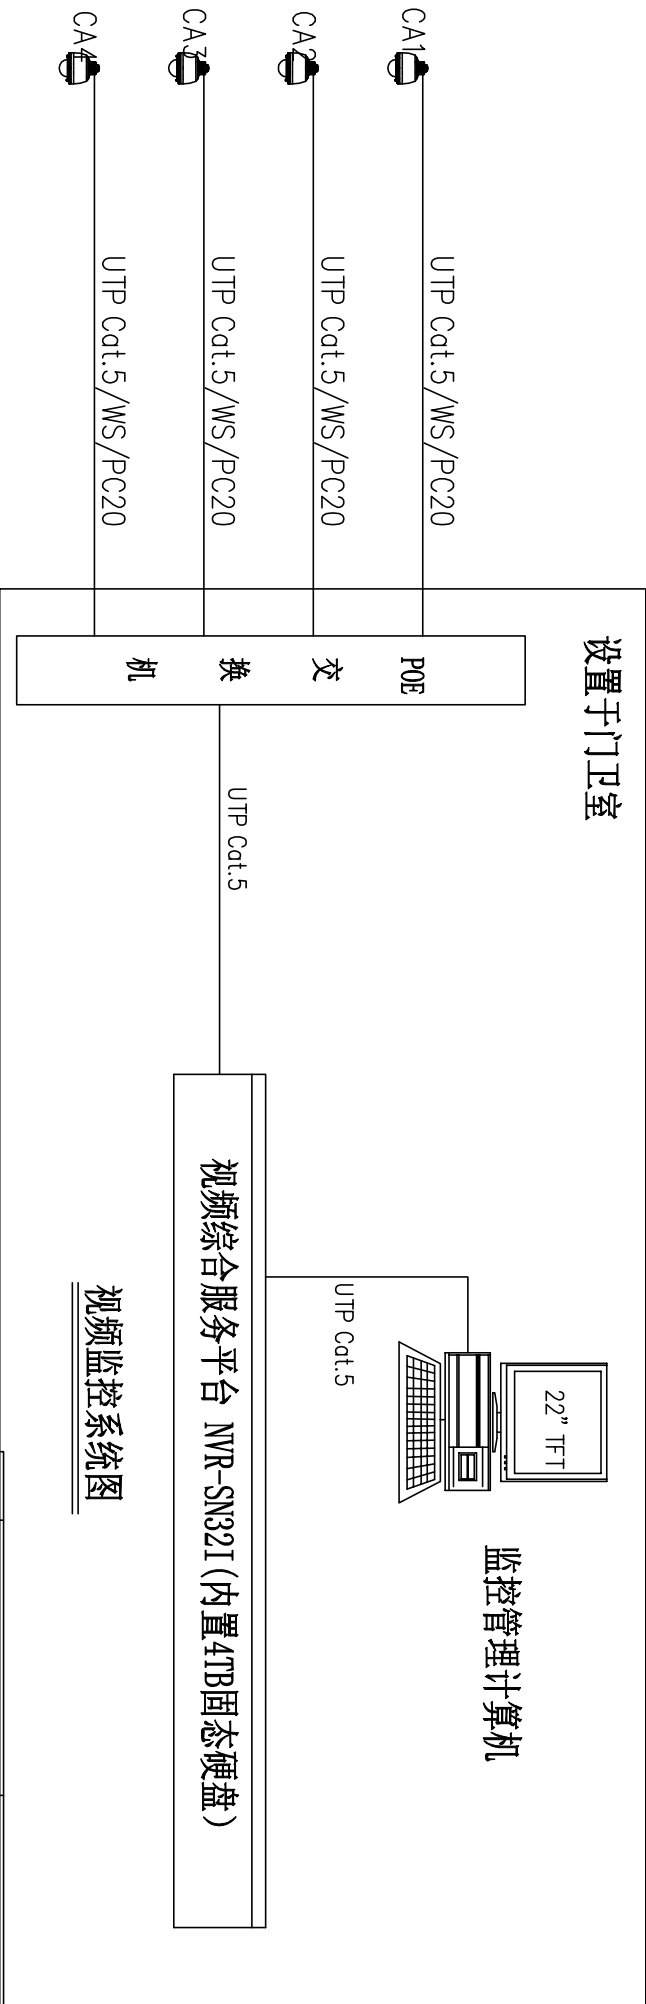 设置于门卫室
CA1
UTP Cat.5/WS/PC20
CA2
UTP Cat.5/WS/PC20
CA3
UTP Cat.5/WS/PC20
CA4
UTP Cat.5/WS/PC20
POE
交
换
机
UTP Cat.5
22" TFT
监控管理计算机
UTP Cat.5
视频综合服务平台 NVR-SN32I(内置4TB固态硬盘)
视频监控系统图